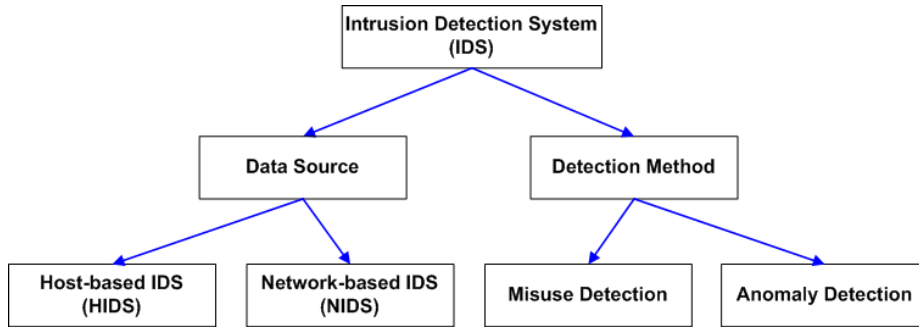 Intrusion Detection System
(IDS)
Data Source
Detection Method
Host-based IDS
(HIDS)
Network-based IDS
(NIDS)
Misuse Detection
Anomaly Detection